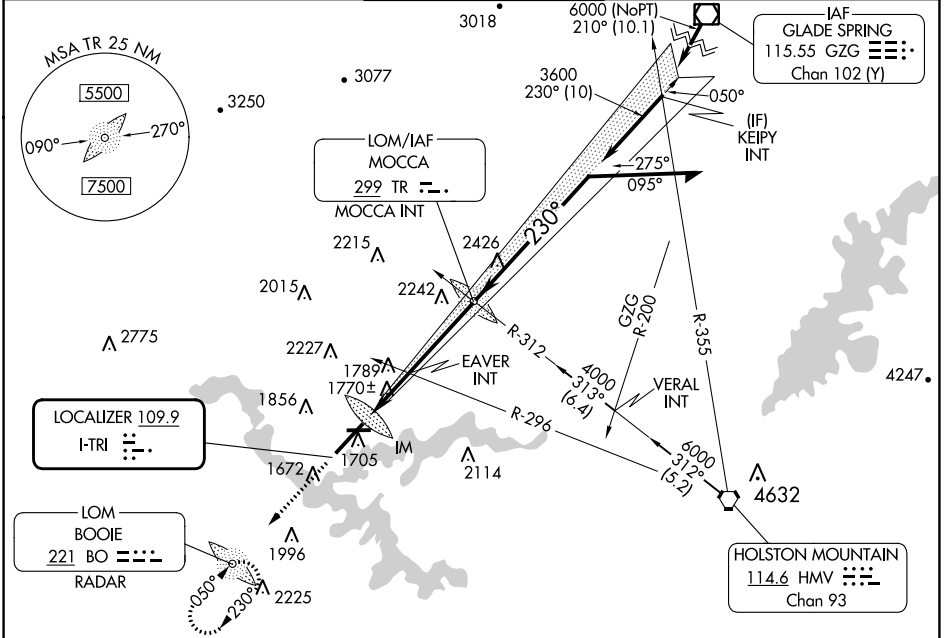 MSA TR 25 NM
5500
090°
270°
7500
3018
3077
3250
6000 (NoPT)
210° (10.1)
IAF
GLADE SPRING
115.55 GZG
Chan 102 (Y)
3600
230° (10)
050°
(IF)
KEIPY
INT
LOM/IAF
MOCCA
299 TR
MOCCA INT
275°
095°
230°
2215
2426
2015
2242
2775
2227
1789
1770±
1856
EAVER
INT
R-312
GZG
R-200
R-355
4000
313°
(6.4)
VERAL
INT
4247
R-296
6000
312°
(5.2)
LOCALIZER 109.9
I-TRI
IM
1705
1672
2114
4632
LOM
BOOIE
221 BO
RADAR
1996
050°
230°
2225
HOLSTON MOUNTAIN
114.6 HMV
Chan 93